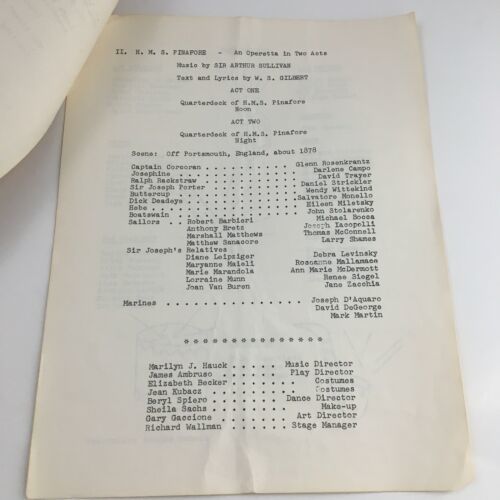 II. H. M. S. PINAFORE - An Operetta in Two Acts
Music by SIR ARTHUR SULLIVAN
Text and Lyrics by W. S. GILBERT
ACT ONE
Quarterdeck of H.M.S. Pinafore
Noon
ACT TWO
Quarterdeck of H.M.S. Pinafore
Night
Scene: Off Portsmouth, England, about 1878
Captain Corcoran . . . . . . . . . . . Glenn Rosenkrantz
Josephine . . . . . . . . . . . Darlene Campo
Ralph Rackstraw . . . . . . . . . . . David Trayer
Sir Joseph Porter . . . . . . . . . . . Daniel Strickler
Buttercup . . . . . . . . . . . Wendy Wittekind
Dick Deadeye . . . . . . . . . . . Salvatore Monello
Hebe . . . . . . . . . . . Eileen Miletsky
Boatswain . . . . . . . . . . . John Stolarenko
Sailors . . Robert Barbieri Michael Bocca
Anthony Bretz Joseph Iacopelli
Marshall Matthews Thomas McConnell
Matthew Sanacore Larry Shames
Sir Joseph's Relatives
Diane Leipziger Debra Levinsky
Maryanne Maleli Roseanne Mallamace
Marie Marandola Ann Marie McDermott
Lorraine Munn Renee Siegel
Joan Van Buren Jane Zacchia
Marines . . . . . . . . . . . . . . . Joseph D'Aquaro
David DeGeorge
Mark Martin
* * * * * * * * * * * * * *
Marilyn J. Hauck . . . . . Music Director
James Ambruso . . . . . . Play Director
Elizabeth Becker . . . . . . Costumes
Jean Kubacz . . . . . . . Costumes
Beryl Spiero . . . . . . Dance Director
Sheila Sachs . . . . . . . Make-up
Gary Gaccione . . . . . . Art Director
Richard Wallman . . . . . Stage Manager